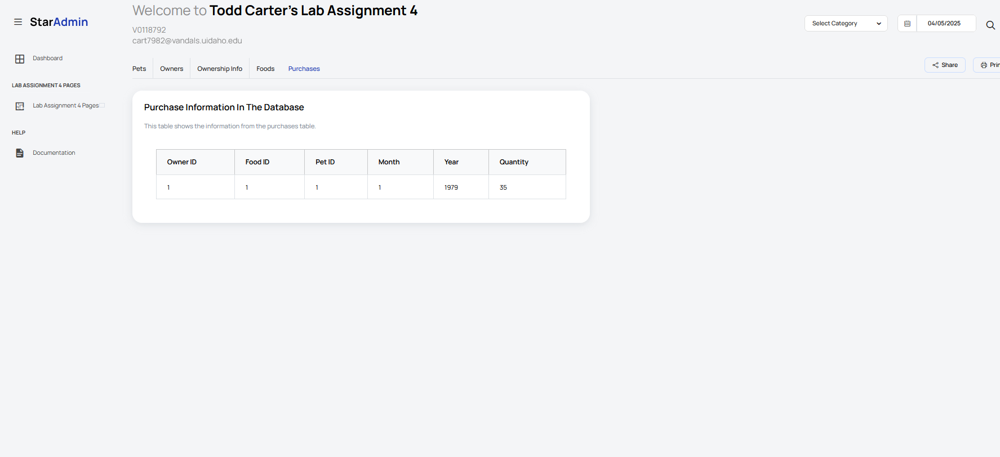 Welcome to Todd Carter's Lab Assignment 4
StarAdmin
V0118792
cart7982@vandals.uidaho.edu
Select Category
04/05/2025
Dashboard
LAB ASSIGNMENT 4 PAGES
Lab Assignment 4 Pages
HELP
Documentation
Pets Owners Ownership Info Foods Purchases
Share
Prin
Purchase Information In The Database
This table shows the information from the purchases table.
Owner ID Food ID Pet ID Month Year Quantity
1 1 1 1 1979 35